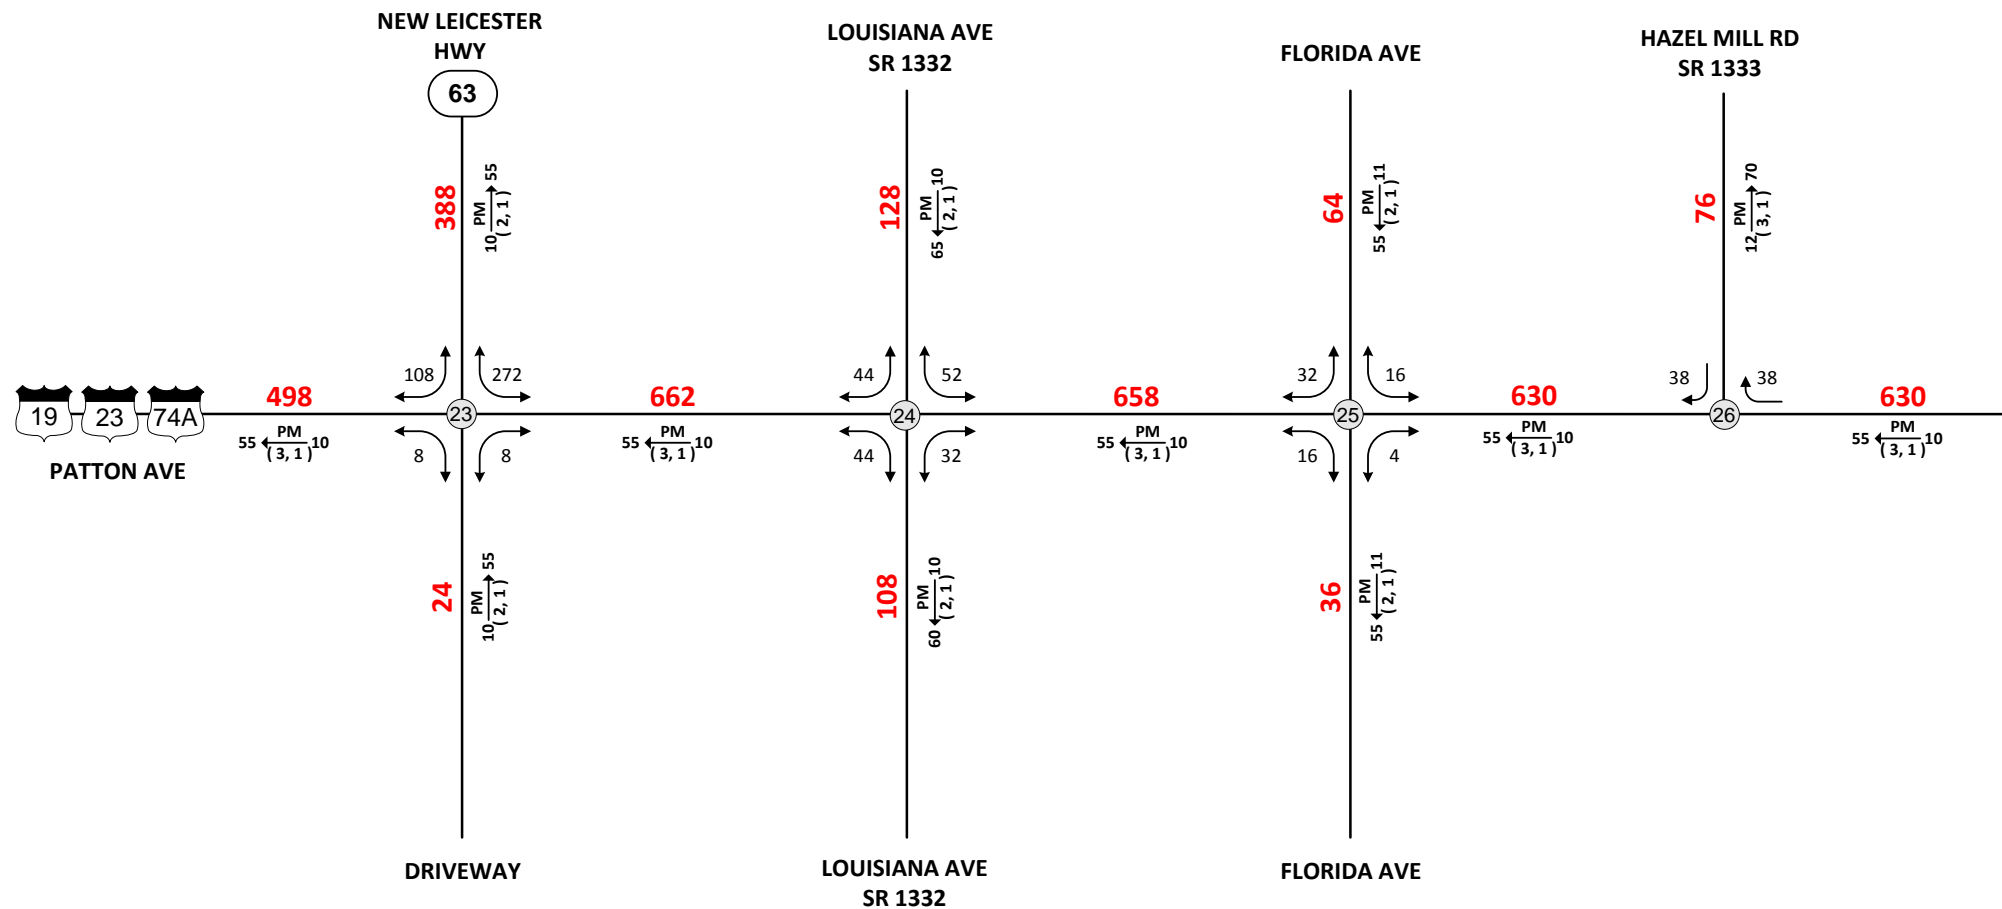 NEW LEICESTER
HWY
63
LOUISIANA AVE
SR 1332
FLORIDA AVE
HAZEL MILL RD
SR 1333
388
10 PM 55
( 2, 1 )
128
65 PM 10
( 2, 1 )
64
55 PM 11
( 2, 1 )
76
12 PM 70
( 3, 1 )
108
272
44
52
32
16
38
38
19
23
74A
498
23
662
24
658
25
630
26
630
55 PM 10
( 3, 1 )
55 PM 10
( 3, 1 )
55 PM 10
( 3, 1 )
55 PM 10
( 3, 1 )
55 PM 10
( 3, 1 )
8
8
44
32
16
4
PATTON AVE
24
10 PM 55
( 2, 1 )
108
60 PM 10
( 2, 1 )
36
55 PM 11
( 2, 1 )
DRIVEWAY
LOUISIANA AVE
SR 1332
FLORIDA AVE